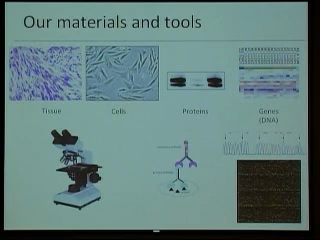 Our materials and tools
Tissue
Cells
Proteins
Genes
(DNA)